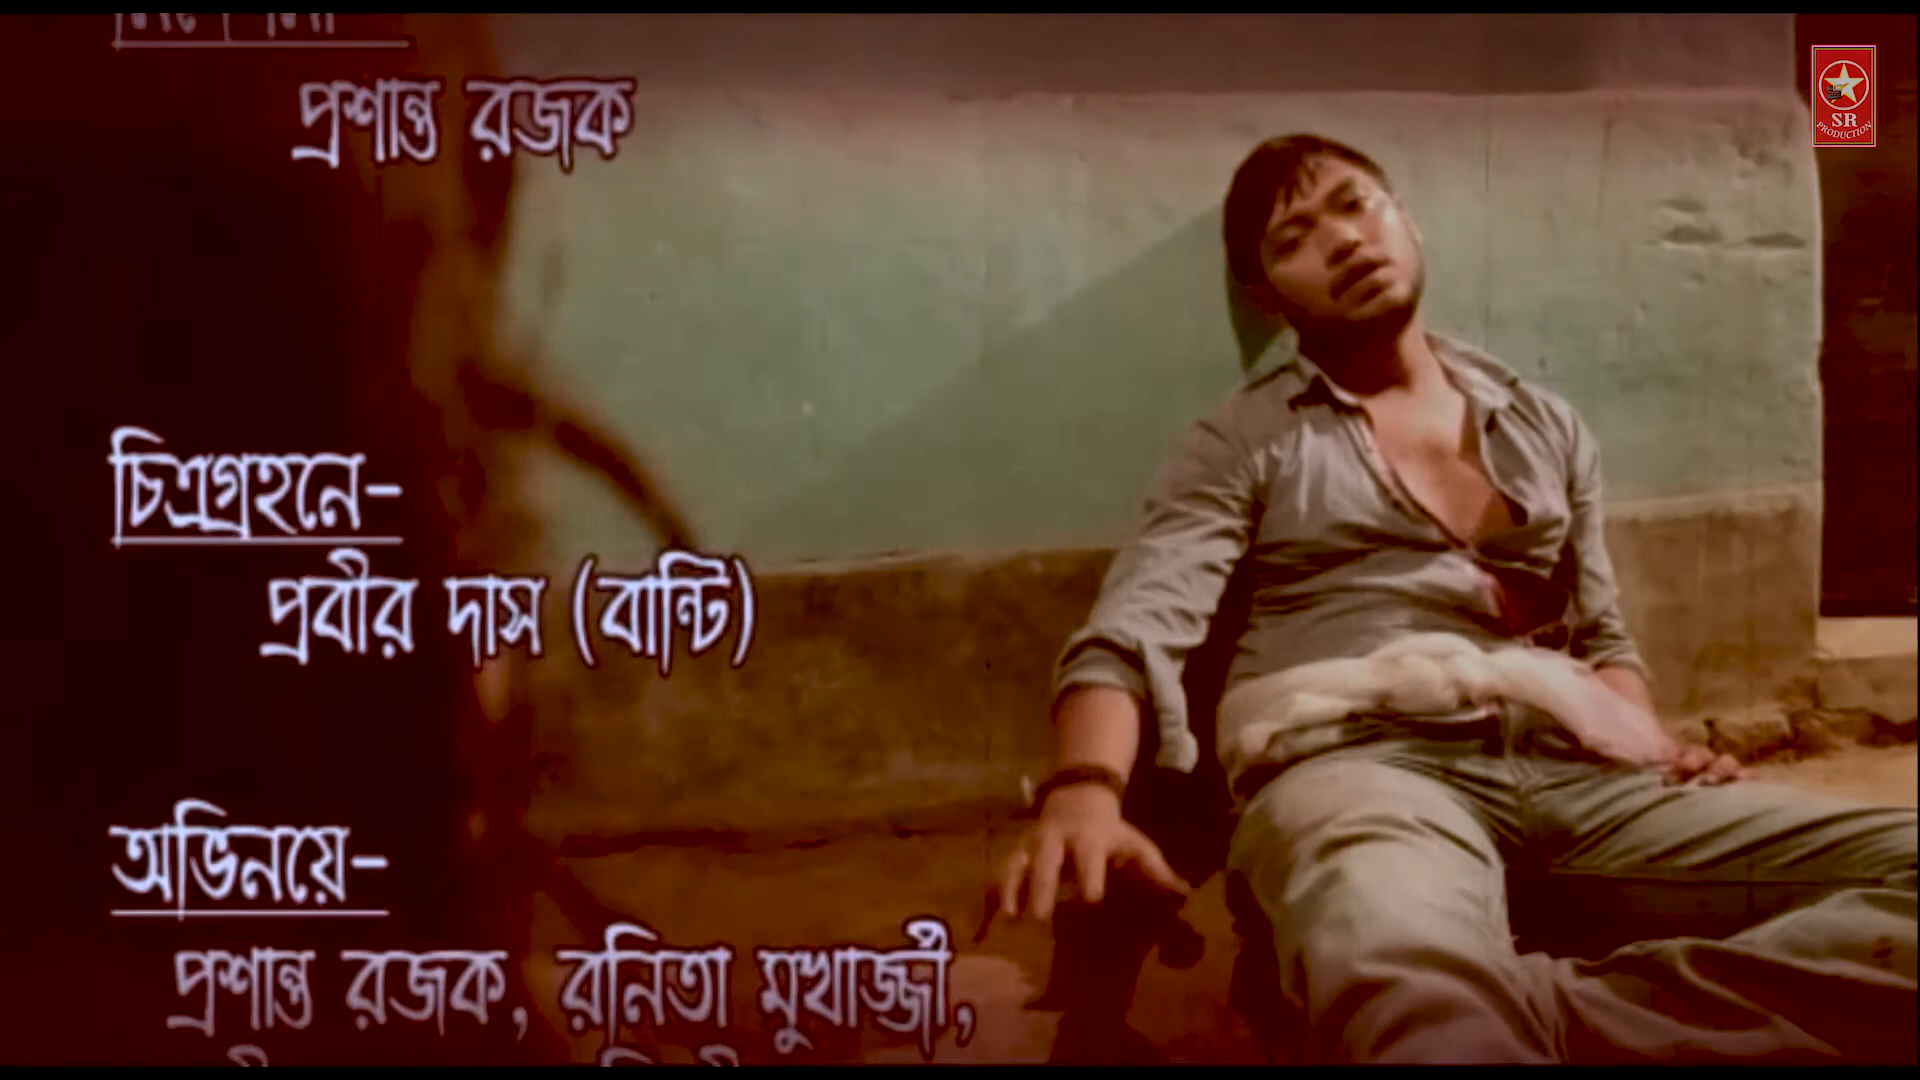 প্রশান্ত রজক
চিত্রগ্রহনে-
প্রবীর দাস (বান্টি)
অভিনয়ে-
প্রশান্ত রজক, রনিতা মুখার্জ্জী,
SR
PRODUCTION